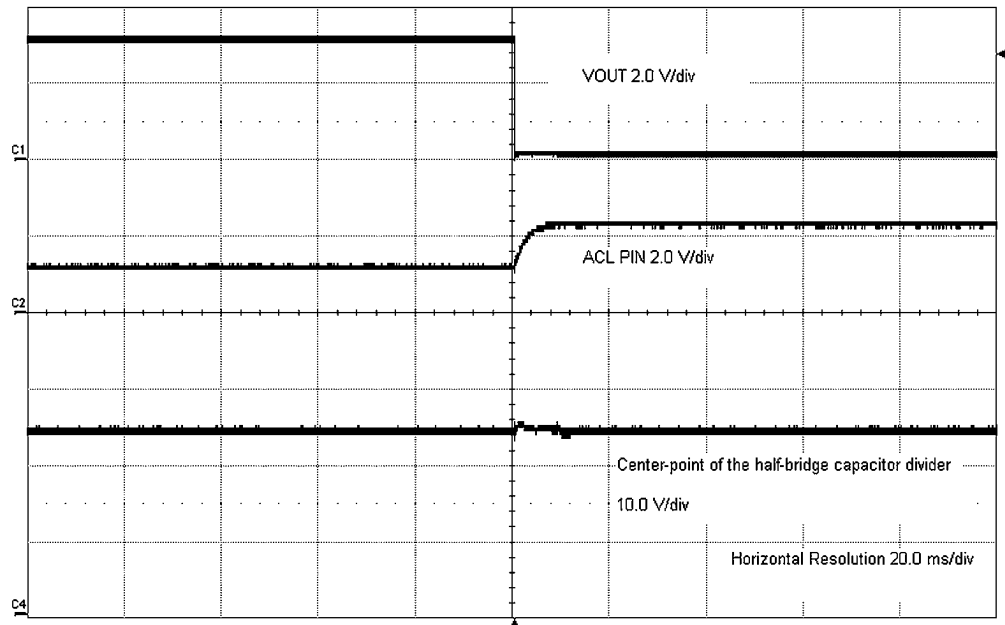 VOUT 2.0 V/div
C1
ACL PIN 2.0 V/div
C2
Center-point of the half-bridge capacitor divider
10.0 V/div
Horizontal Resolution 20.0 ms/div
C4